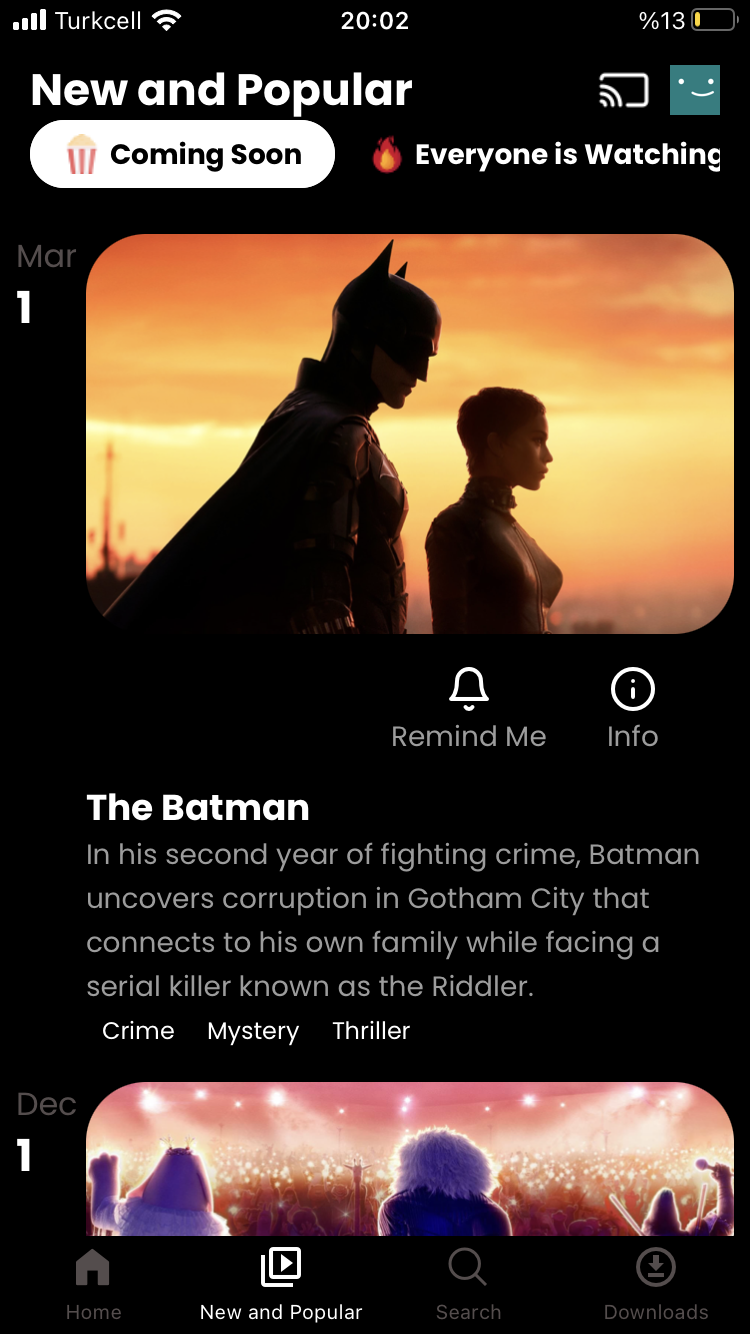 Turkcell 20:02 %13
New and Popular
Coming Soon Everyone is Watching
Mar
1
Remind Me Info
The Batman
In his second year of fighting crime, Batman
uncovers corruption in Gotham City that
connects to his own family while facing a
serial killer known as the Riddler.
Crime Mystery Thriller
Dec
1
Home New and Popular Search Downloads